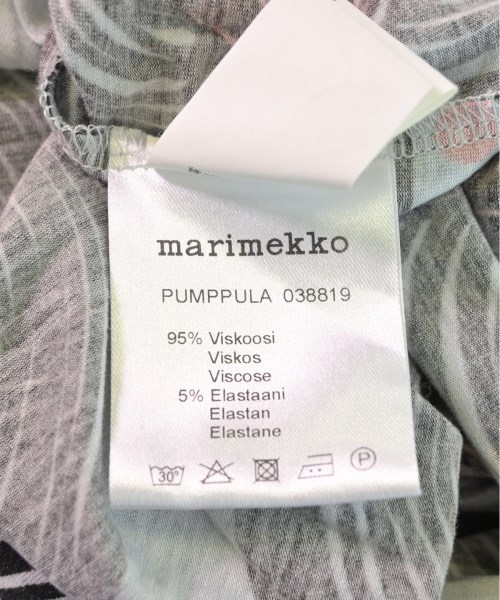 marimekko
PUMPPULA 038819
95% Viskoosi
Viskos
Viscose
5% Elastaani
Elastan
Elastane
30°
P